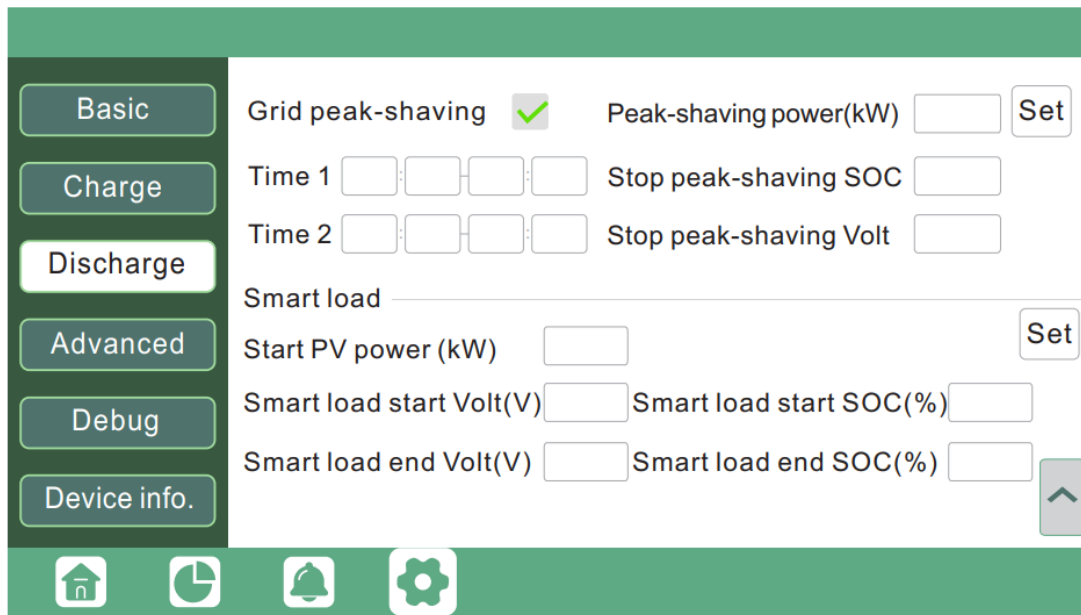 Basic
Charge
Discharge
Advanced
Debug
Device info.
Grid peak-shaving Peak-shaving power(kW) Set
Time 1 : - : Stop peak-shaving SOC
Time 2 : - : Stop peak-shaving Volt
Smart load
Set
Start PV power (kW)
Smart load start Volt(V) Smart load start SOC(%)
Smart load end Volt(V) Smart load end SOC(%)